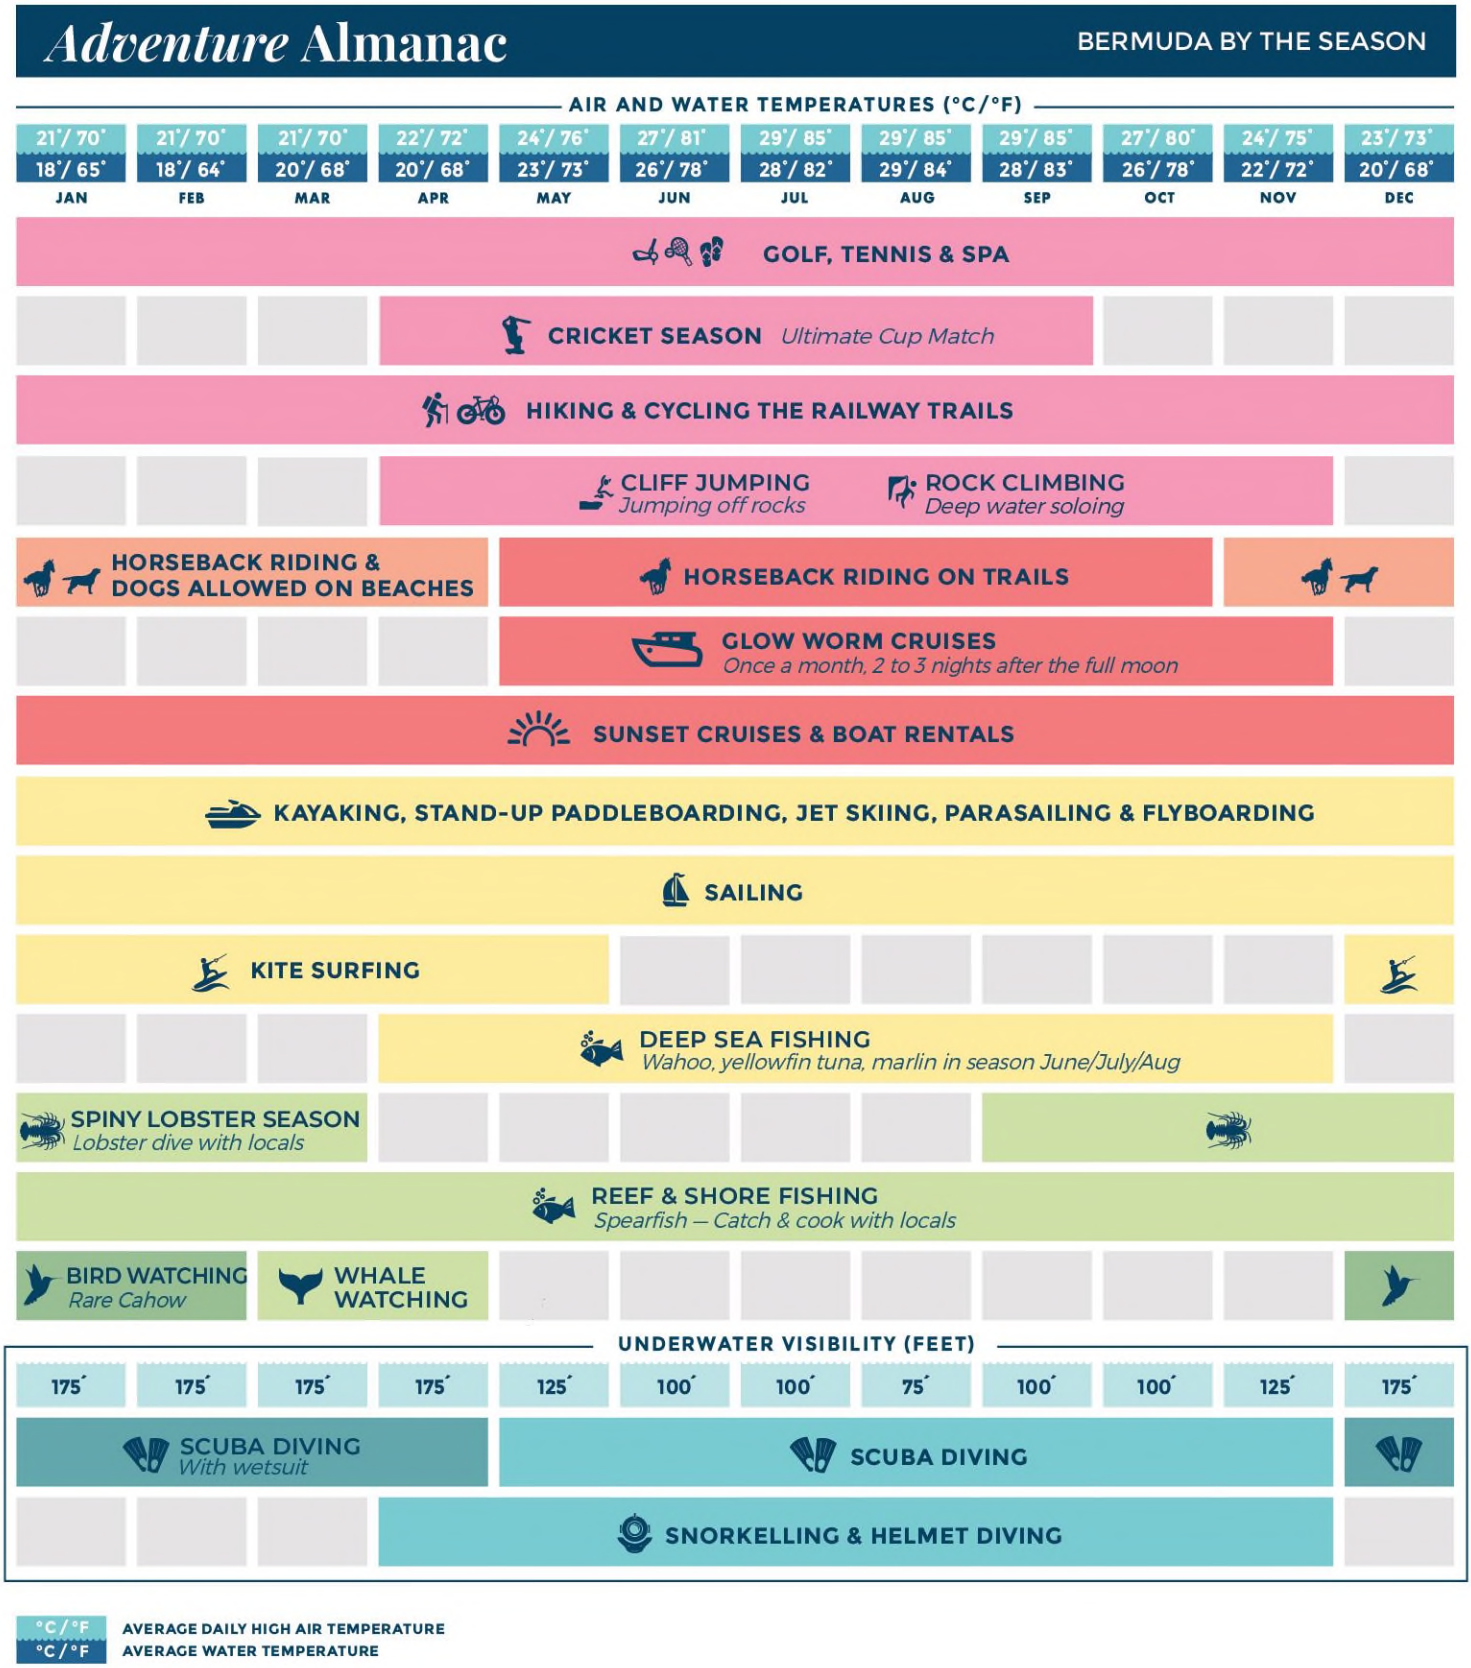 Adventure Almanac
BERMUDA BY THE SEASON
AIR AND WATER TEMPERATURES (°C/°F)
21°/ 70° 21°/ 70° 21°/ 70° 22°/ 72° 24°/ 76° 27°/ 81° 29°/ 85° 29°/ 85° 29°/ 85° 27°/ 80° 24°/ 75° 23°/ 73°
18°/ 65° 18°/ 64° 20°/ 68° 20°/ 68° 23°/ 73° 26°/ 78° 28°/ 82° 29°/ 84° 28°/ 83° 26°/ 78° 22°/ 72° 20°/ 68°
JAN FEB MAR APR MAY JUN JUL AUG SEP OCT NOV DEC
GOLF, TENNIS & SPA
CRICKET SEASON Ultimate Cup Match
HIKING & CYCLING THE RAILWAY TRAILS
CLIFF JUMPING
Jumping off rocks
ROCK CLIMBING
Deep water soloing
HORSEBACK RIDING &
DOGS ALLOWED ON BEACHES
HORSEBACK RIDING ON TRAILS
GLOW WORM CRUISES
Once a month, 2 to 3 nights after the full moon
SUNSET CRUISES & BOAT RENTALS
KAYAKING, STAND-UP PADDLEBOARDING, JET SKIING, PARASAILING & FLYBOARDING
SAILING
KITE SURFING
DEEP SEA FISHING
Wahoo, yellowfin tuna, marlin in season June/July/Aug
SPINY LOBSTER SEASON
Lobster dive with locals
REEF & SHORE FISHING
Spearfish — Catch & cook with locals
BIRD WATCHING
Rare Cahow
WHALE
WATCHING
UNDERWATER VISIBILITY (FEET)
175´ 175´ 175´ 175´ 125´ 100´ 100´ 75´ 100´ 100´ 125´ 175´
SCUBA DIVING
With wetsuit
SCUBA DIVING
SNORKELLING & HELMET DIVING
°C / °F AVERAGE DAILY HIGH AIR TEMPERATURE
°C / °F AVERAGE WATER TEMPERATURE